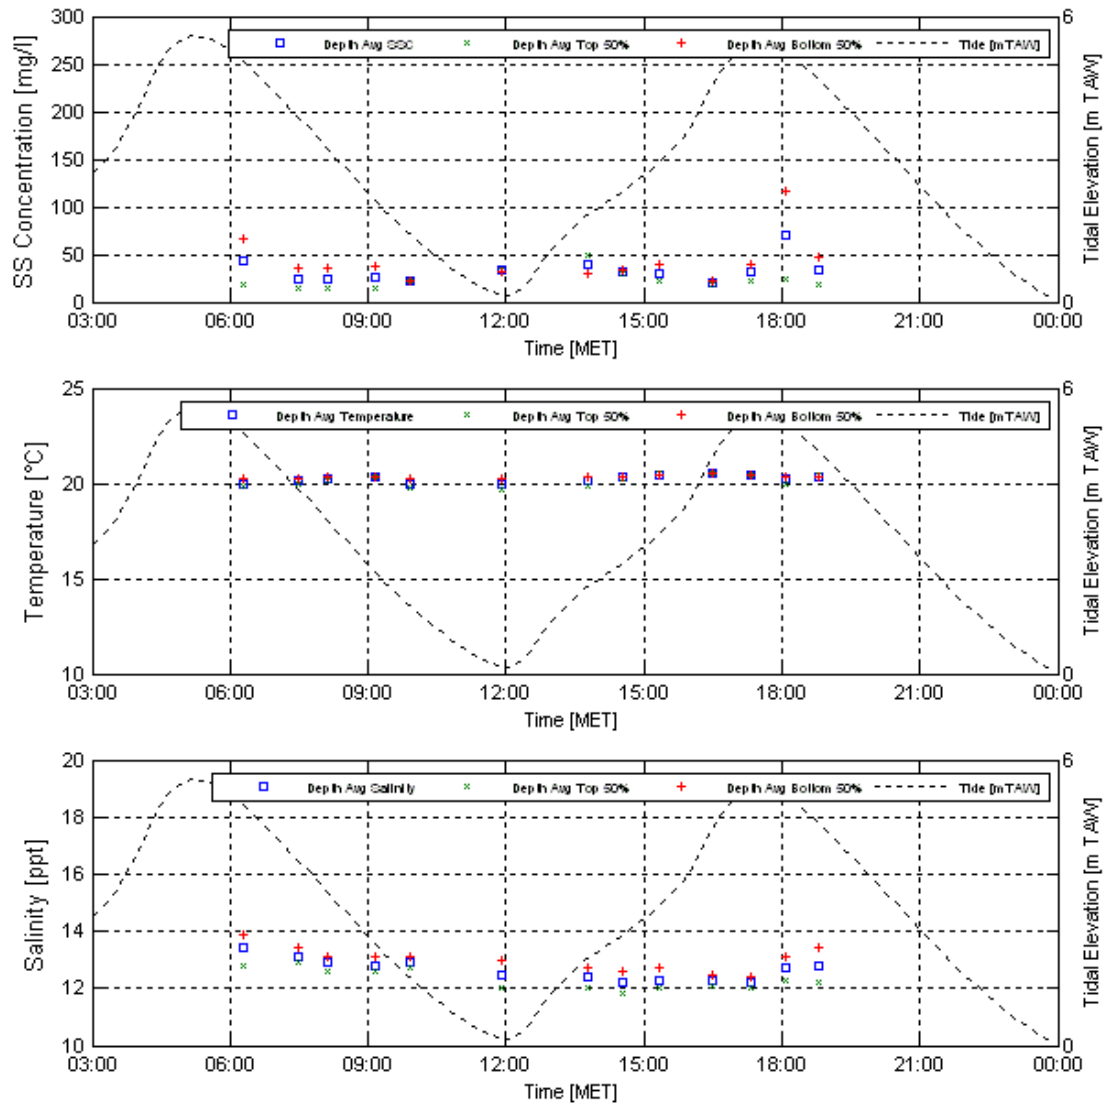 300
250
200
150
100
50
0
SS Concentration [mg/l]
Depth Avg SSC
Depth Avg Top 50%
Depth Avg Bottom 50%
Tide [mTAW]
6
0
Tidal Elevation [m TAW]
03:00 06:00 09:00 12:00 15:00 18:00 21:00 00:00
Time [MET]
25
20
15
10
Temperature [°C]
Depth Avg Temperature
Depth Avg Top 50%
Depth Avg Bottom 50%
Tide [mTAW]
6
0
Tidal Elevation [m TAW]
03:00 06:00 09:00 12:00 15:00 18:00 21:00 00:00
Time [MET]
20
18
16
14
12
10
Salinity [ppt]
Depth Avg Salinity
Depth Avg Top 50%
Depth Avg Bottom 50%
Tide [mTAW]
6
0
Tidal Elevation [m TAW]
03:00 06:00 09:00 12:00 15:00 18:00 21:00 00:00
Time [MET]